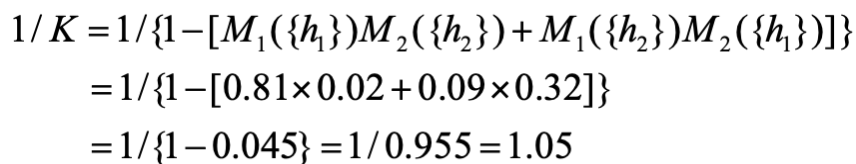 1/K = 1/{1−[M₁({h₁})M₂({h₂})+M₁({h₂})M₂({h₁})]}
= 1/{1−[0.81×0.02+0.09×0.32]}
= 1/{1−0.045} = 1/0.955 = 1.05